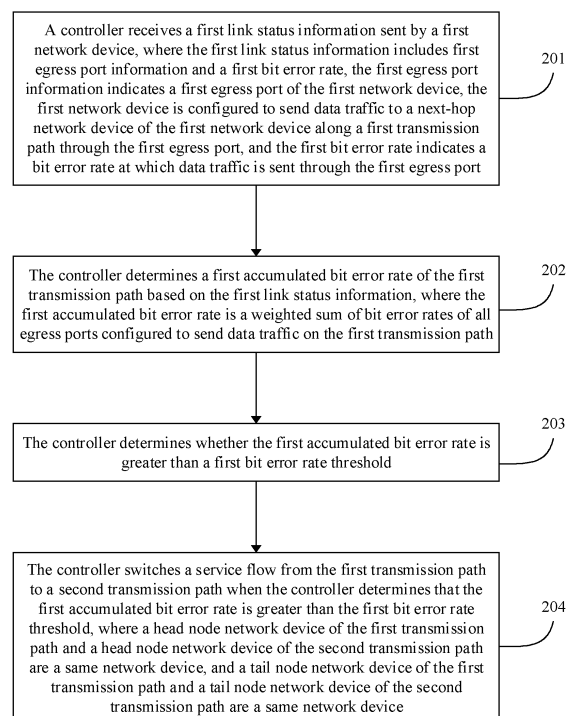 A controller receives a first link status information sent by a first
network device, where the first link status information includes first
egress port information and a first bit error rate, the first egress port
information indicates a first egress port of the first network device, the
first network device is configured to send data traffic to a next-hop
network device of the first network device along a first transmission
path through the first egress port, and the first bit error rate indicates a
bit error rate at which data traffic is sent through the first egress port
201
The controller determines a first accumulated bit error rate of the first
transmission path based on the first link status information, where the
first accumulated bit error rate is a weighted sum of bit error rates of all
egress ports configured to send data traffic on the first transmission path
202
The controller determines whether the first accumulated bit error rate is
greater than a first bit error rate threshold
203
The controller switches a service flow from the first transmission path
to a second transmission path when the controller determines that the
first accumulated bit error rate is greater than the first bit error rate
threshold, where a head node network device of the first transmission
path and a head node network device of the second transmission path
are a same network device, and a tail node network device of the first
transmission path and a tail node network device of the second
transmission path are a same network device
204